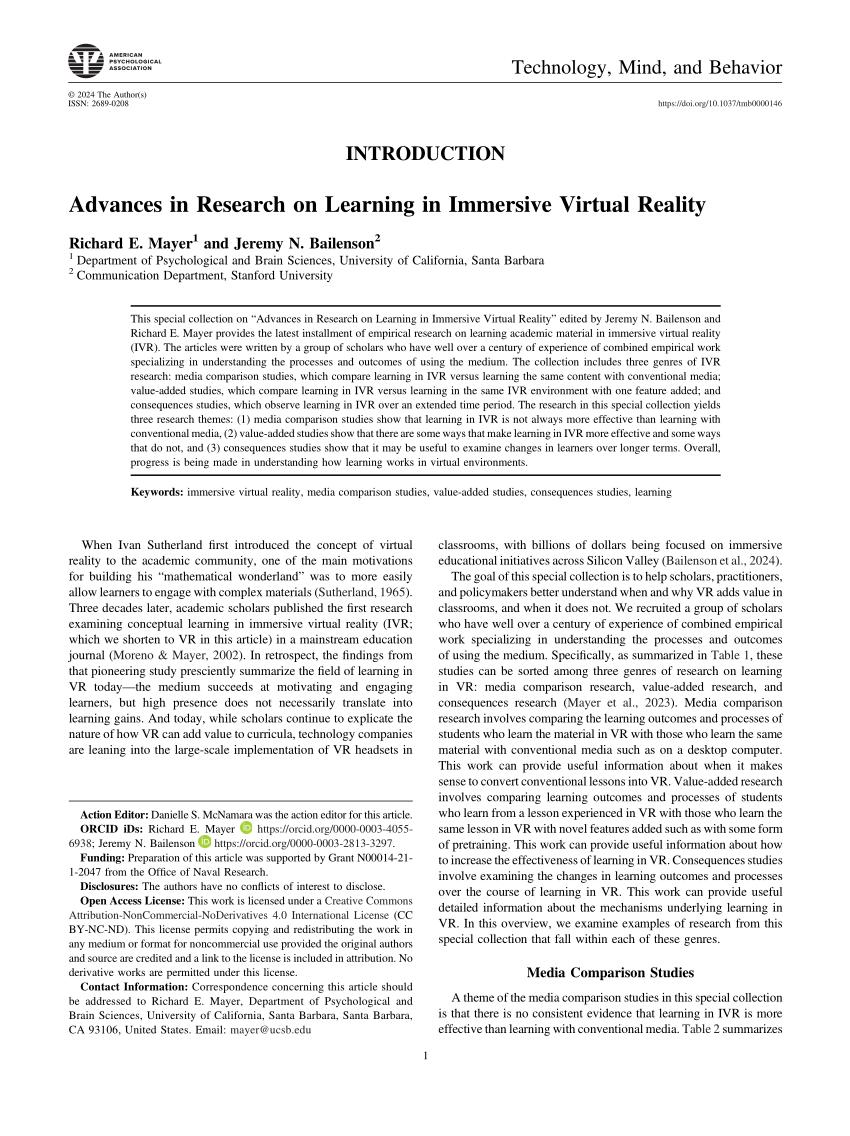 AMERICAN
PSYCHOLOGICAL
ASSOCIATION
Technology, Mind, and Behavior
© 2024 The Author(s)
ISSN: 2689-0208
https://doi.org/10.1037/tmb0000146
INTRODUCTION
Advances in Research on Learning in Immersive Virtual Reality
Richard E. Mayer1 and Jeremy N. Bailenson2
1 Department of Psychological and Brain Sciences, University of California, Santa Barbara
2 Communication Department, Stanford University
This special collection on “Advances in Research on Learning in Immersive Virtual Reality” edited by Jeremy N. Bailenson and
Richard E. Mayer provides the latest installment of empirical research on learning academic material in immersive virtual reality
(IVR). The articles were written by a group of scholars who have well over a century of experience of combined empirical work
specializing in understanding the processes and outcomes of using the medium. The collection includes three genres of IVR
research: media comparison studies, which compare learning in IVR versus learning the same content with conventional media;
value-added studies, which compare learning in IVR versus learning in the same IVR environment with one feature added; and
consequences studies, which observe learning in IVR over an extended time period. The research in this special collection yields
three research themes: (1) media comparison studies show that learning in IVR is not always more effective than learning with
conventional media, (2) value-added studies show that there are some ways that make learning in IVR more effective and some ways
that do not, and (3) consequences studies show that it may be useful to examine changes in learners over longer terms. Overall,
progress is being made in understanding how learning works in virtual environments.
Keywords: immersive virtual reality, media comparison studies, value-added studies, consequences studies, learning
When Ivan Sutherland first introduced the concept of virtual
reality to the academic community, one of the main motivations
for building his “mathematical wonderland” was to more easily
allow learners to engage with complex materials (Sutherland, 1965).
Three decades later, academic scholars published the first research
examining conceptual learning in immersive virtual reality (IVR;
which we shorten to VR in this article) in a mainstream education
journal (Moreno & Mayer, 2002). In retrospect, the findings from
that pioneering study presciently summarize the field of learning in
VR today—the medium succeeds at motivating and engaging
learners, but high presence does not necessarily translate into
learning gains. And today, while scholars continue to explicate the
nature of how VR can add value to curricula, technology companies
are leaning into the large-scale implementation of VR headsets in
Action Editor: Danielle S. McNamara was the action editor for this article.
ORCID iDs: Richard E. Mayer iD https://orcid.org/0000-0003-4055-
6938; Jeremy N. Bailenson iD https://orcid.org/0000-0003-2813-3297.
Funding: Preparation of this article was supported by Grant N00014-21-
1-2047 from the Office of Naval Research.
Disclosures: The authors have no conflicts of interest to disclose.
Open Access License: This work is licensed under a Creative Commons
Attribution-NonCommercial-NoDerivatives 4.0 International License (CC
BY-NC-ND). This license permits copying and redistributing the work in
any medium or format for noncommercial use provided the original authors
and source are credited and a link to the license is included in attribution. No
derivative works are permitted under this license.
Contact Information: Correspondence concerning this article should
be addressed to Richard E. Mayer, Department of Psychological and
Brain Sciences, University of California, Santa Barbara, Santa Barbara,
CA 93106, United States. Email: mayer@ucsb.edu
classrooms, with billions of dollars being focused on immersive
educational initiatives across Silicon Valley (Bailenson et al., 2024).
The goal of this special collection is to help scholars, practitioners,
and policymakers better understand when and why VR adds value in
classrooms, and when it does not. We recruited a group of scholars
who have well over a century of experience of combined empirical
work specializing in understanding the processes and outcomes
of using the medium. Specifically, as summarized in Table 1, these
studies can be sorted among three genres of research on learning
in VR: media comparison research, value-added research, and
consequences research (Mayer et al., 2023). Media comparison
research involves comparing the learning outcomes and processes of
students who learn the material in VR with those who learn the same
material with conventional media such as on a desktop computer.
This work can provide useful information about when it makes
sense to convert conventional lessons into VR. Value-added research
involves comparing learning outcomes and processes of students
who learn from a lesson experienced in VR with those who learn the
same lesson in VR with novel features added such as with some form
of pretraining. This work can provide useful information about how
to increase the effectiveness of learning in VR. Consequences studies
involve examining the changes in learning outcomes and processes
over the course of learning in VR. This work can provide useful
detailed information about the mechanisms underlying learning in
VR. In this overview, we examine examples of research from this
special collection that fall within each of these genres.
Media Comparison Studies
A theme of the media comparison studies in this special collection
is that there is no consistent evidence that learning in IVR is more
effective than learning with conventional media. Table 2 summarizes
1